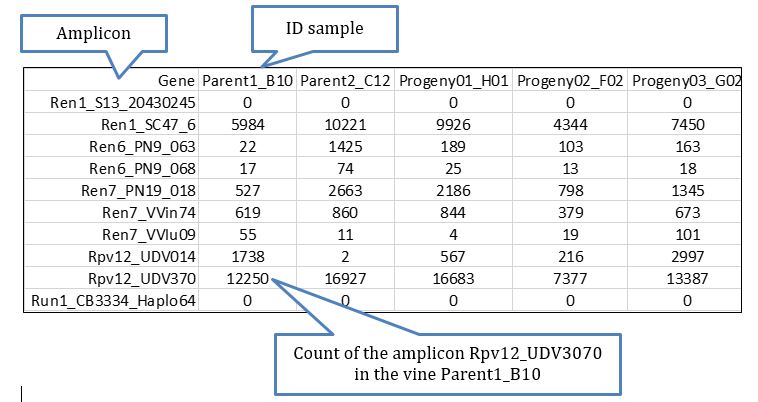 Amplicon
ID sample
Gene Parent1_B10 Parent2_C12 Progeny01_H01 Progeny02_F02 Progeny03_G02
Ren1_S13_20430245 0 0 0 0 0
Ren1_SC47_6 5984 10221 9926 4344 7450
Ren6_PN9_063 22 1425 189 103 163
Ren6_PN9_068 17 74 25 13 18
Ren7_PN19_018 527 2663 2186 798 1345
Ren7_VVin74 619 860 844 379 673
Ren7_VVIu09 55 11 4 19 101
Rpv12_UDV014 1738 2 567 216 2997
Rpv12_UDV370 12250 16927 16683 7377 13387
Run1_CB3334_Haplo64 0 0 0 0 0
Count of the amplicon Rpv12_UDV3070
in the vine Parent1_B10